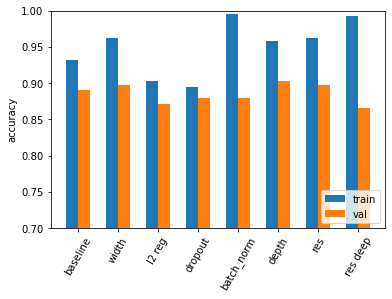 1.00
0.95
0.90
0.85
0.80
0.75
0.70
accuracy
baseline
width
l2 reg
dropout
batch_norm
depth
res
res deep
train
val